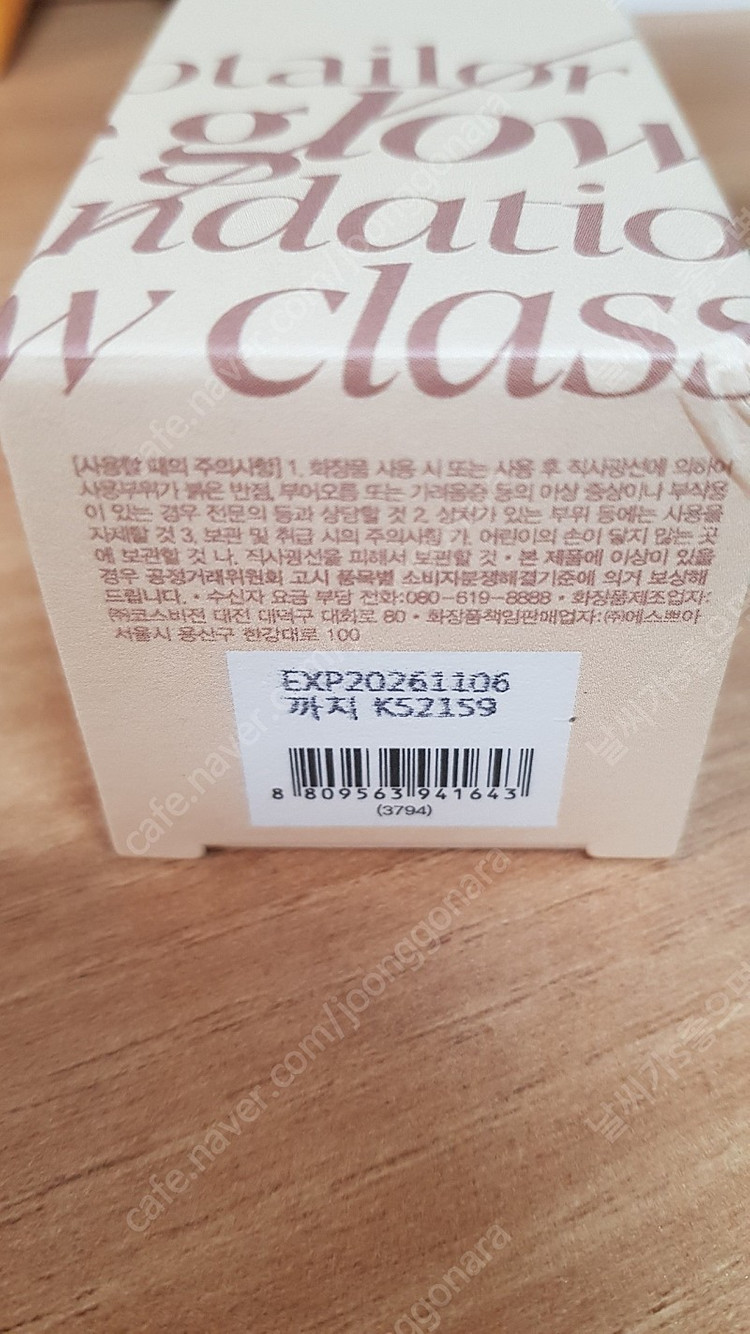 otailor
glow
ndatio
w class
[사용할 때의 주의사항] 1. 화장품 사용 시 또는 사용 후 직사광선에 의하여
사용부위가 붉은 반점, 부어오름 또는 가려움증 등의 이상 증상이나 부작용
이 있는 경우 전문의 등과 상담할 것 2. 상처가 있는 부위 등에는 사용을
자제할 것 3. 보관 및 취급 시의 주의사항 가. 어린이의 손이 닿지 않는 곳
에 보관할 것 나. 직사광선을 피해서 보관할 것 • 본 제품에 이상이 있을
경우 공정거래위원회 고시 품목별 소비자분쟁해결기준에 의거 보상해
드립니다. • 수신자 요금 부담 전화:080-619-8888 • 화장품제조업자:
㈜코스비전 대전 대덕구 대화로 80 • 화장품책임판매업자:㈜에스쁘아
서울시 용산구 한강대로 100
EXP20261106
까지 K52159
8 809563 941643
(3794)
cafe.naver.com/joonggonara
cafe.naver.com/joonggonara